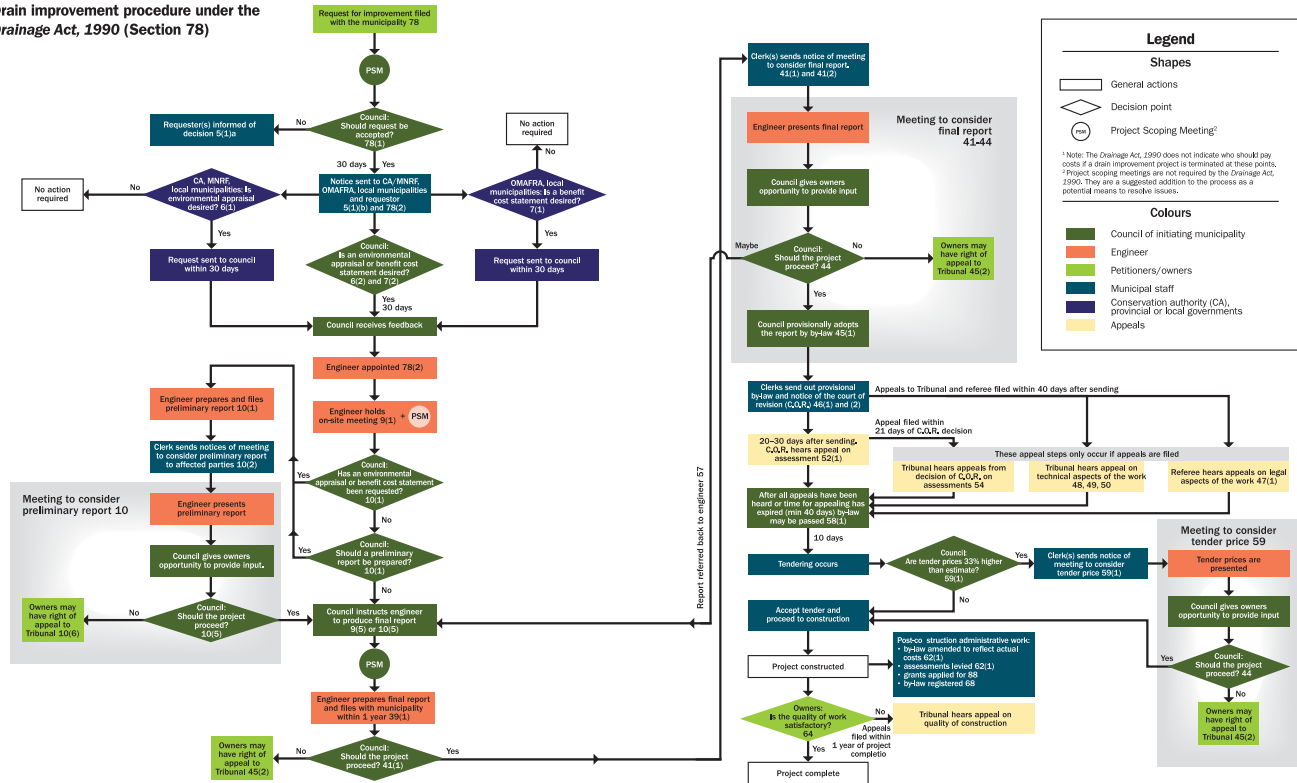 Drain improvement procedure under the
Drainage Act, 1990 (Section 78)
Request for improvement filed
with the municipality 78
PSM
Council:
Should request be
accepted?
78(1)
No
Requester(s) informed of
decision 5(1)a
30 days
Yes
Notice sent to CA/MNRF,
OMAFRA, local municipalities
and requestor
5(1)(b) and 78(2)
CA, MNRF,
local municipalities: Is
environmental appraisal
desired? 6(1)
No
No action
required
Yes
Request sent to council
within 30 days
No action
required
No
OMAFRA, local
municipalities: Is a benefit
cost statement desired?
7(1)
Yes
Request sent to council
within 30 days
Council:
Is an environmental
appraisal or benefit cost
statement desired?
6(2) and 7(2)
Yes
30 days
Council receives feedback
Engineer appointed 78(2)
Engineer holds
on-site meeting 9(1)
+
PSM
Council:
Has an environmental
appraisal or benefit cost
statement been requested?
10(1)
Yes
No
Council:
Should a preliminary
report be prepared?
10(1)
Yes
No
Engineer prepares and files
preliminary report 10(1)
Clerk sends notices of meeting
to consider preliminary report
to affected parties 10(2)
Meeting to consider
preliminary report 10
Engineer presents
preliminary report
Council gives owners
opportunity to provide input.
Council:
Should the project
proceed?
10(5)
No
Owners may
have right of
appeal to
Tribunal 10(6)
Yes
Council instructs engineer
to produce final report
9(5) or 10(5)
PSM
Engineer prepares final report
and files with municipality
within 1 year 39(1)
Council:
Should the project
proceed? 41(1)
No
Owners may
have right of
appeal to
Tribunal 45(2)
Yes
Report referred back to engineer 57
Clerk(s) sends notice of meeting
to consider final report.
41(1) and 41(2)
Meeting to consider
final report
41-44
Engineer presents final report
Council gives owners
opportunity to provide input
Council:
Should the project
proceed? 44
Maybe
No
Owners may
have right of
appeal to
Tribunal 45(2)
Yes
Council provisionally adopts
the report by by-law 45(1)
Clerks send out provisional
by-law and notice of the court of
revision (C.O.R.) 46(1) and (2)
Appeals to Tribunal and referee filed within 40 days after sending
Appeal filed within
21 days of C.O.R. decision
20–30 days after sending.
C.O.R. hears appeal on
assessment 52(1)
These appeal steps only occur if appeals are filed
Tribunal hears appeals from
decision of C.O.R. on
assessments 54
Tribunal hears appeal on
technical aspects of the work
48, 49, 50
Referee hears appeals on legal
aspects of the work 47(1)
After all appeals have been
heard or time for appealing has
expired (min 40 days) by-law
may be passed 58(1)
10 days
Tendering occurs
Council:
Are tender prices 33% higher
than estimate?
59(1)
Yes
Clerk(s) sends notice of
meeting to consider
tender price 59(1)
No
Meeting to consider
tender price 59
Tender prices are
presented
Council gives owners
opportunity to provide input
Council:
Should the project
proceed? 44
Yes
No
Owners may
have right of
appeal to
Tribunal 45(2)
Accept tender and
proceed to construction
Project constructed
Post-co struction administrative work:
• by-law amended to reflect actual
costs 62(1)
• assessments levied 62(1)
• grants applied for 88
• by-law registered 68
Owners:
Is the quality of work
satisfactory?
64
No
Appeals
filed within
1 year of project
completio
Tribunal hears appeal on
quality of construction
Yes
Project complete
Legend
Shapes
General actions
Decision point
PSM
Project Scoping Meeting2
1 Note: The Drainage Act, 1990 does not indicate who should pay
costs if a drain improvement project is terminated at these points.
2 Project scoping meetings are not required by the Drainage Act,
1990. They are a suggested addition to the process as a
potential means to resolve issues.
Colours
Council of initiating municipality
Engineer
Petitioners/owners
Municipal staff
Conservation authority (CA),
provincial or local governments
Appeals